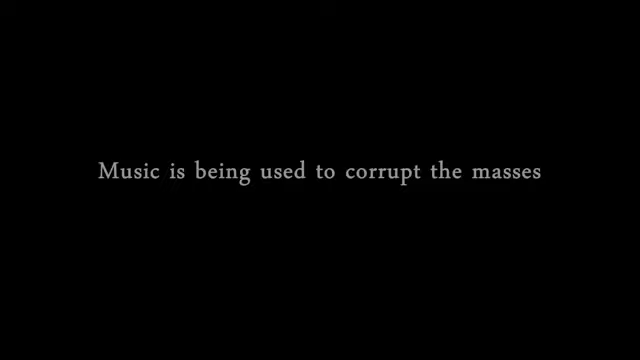 Music is being used to corrupt the masses